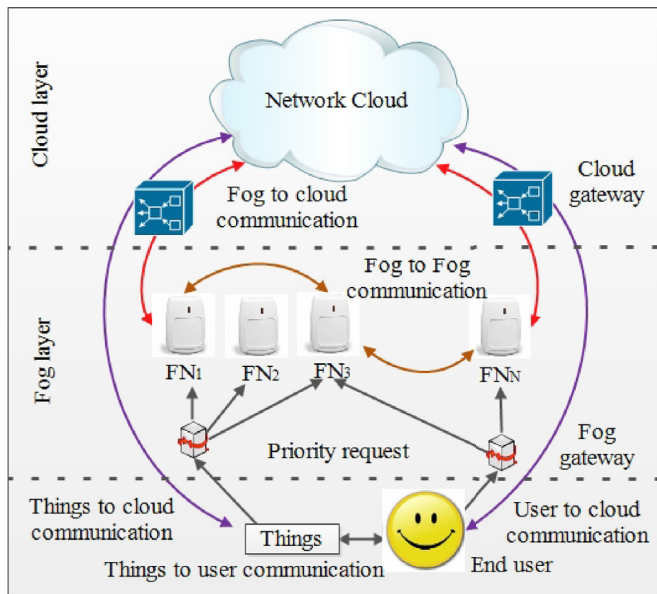 Cloud layer
Network Cloud
Fog to cloud
communication
Cloud
gateway
Fog layer
Fog to Fog
communication
FN1
FN2
FN3
FNN
Priority request
Fog
gateway
Things to cloud
communication
Things
Things to user communication
End user
User to cloud
communication